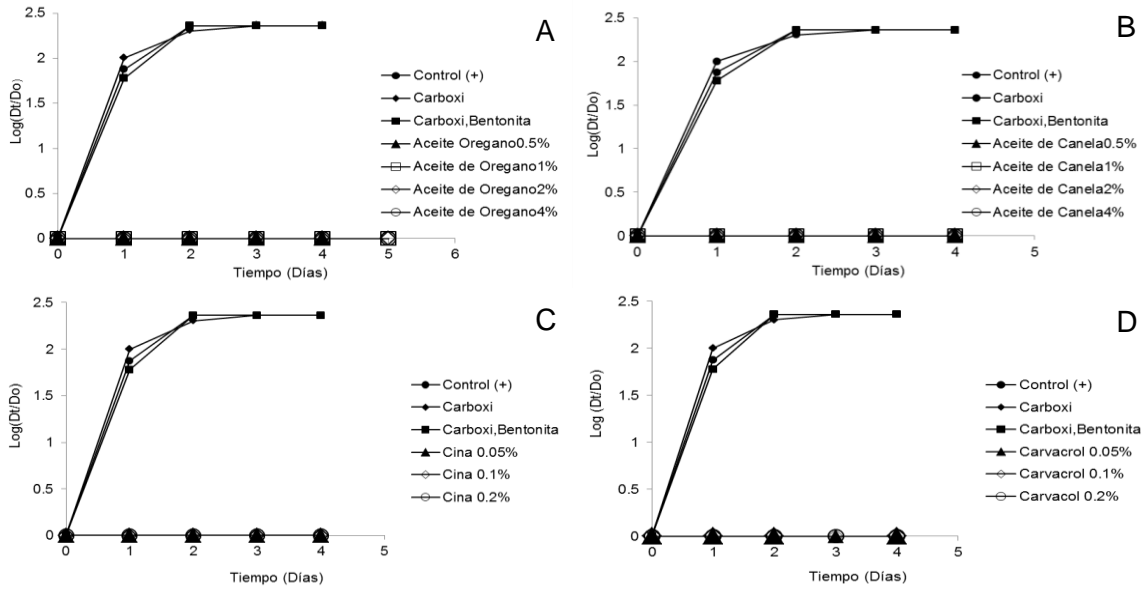 A
2.5
2
1.5
1
0.5
0
Log(Dt/Do)
0 1 2 3 4 5 6
Tiempo (Días)
Control (+)
Carboxi
Carboxi,Bentonita
Aceite Oregano0.5%
Aceite de Oregano1%
Aceite de Oregano2%
Aceite de Oregano4%
B
2.5
2
1.5
1
0.5
0
Log(Dt/Do)
0 1 2 3 4 5
Tiempo (Días)
Control (+)
Carboxi
Carboxi,Bentonita
Aceite de Canela0.5%
Aceite de Canela1%
Aceite de Canela2%
Aceite de Canela4%
C
2.5
2
1.5
1
0.5
0
Log(Dt/Do)
0 1 2 3 4 5
Tiempo (Días)
Control (+)
Carboxi
Carboxi,Bentonita
Cina 0.05%
Cina 0.1%
Cina 0.2%
D
2.5
2
1.5
1
0.5
0
Log (Dt/Do)
0 1 2 3 4 5
Tiempo (Días)
Control (+)
Carboxi
Carboxi,Bentonita
Carvacrol 0.05%
Carvacrol 0.1%
Carvacol 0.2%